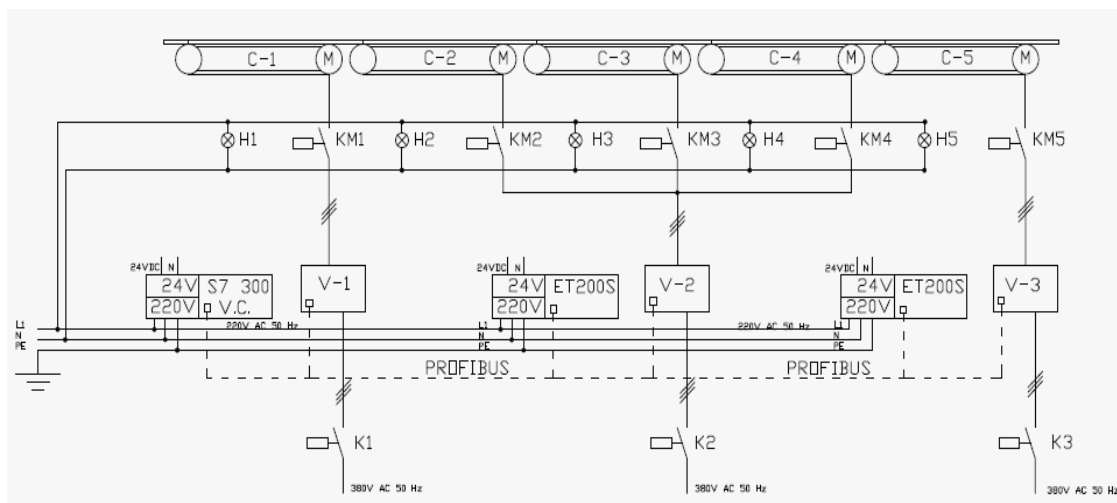 C-1 M C-2 M C-3 M C-4 M C-5 M
H1 KM1 H2 KM2 H3 KM3 H4 KM4 H5 KM5
24VDC N 24VDC N 24VDC N
24V S7 300 V-1 24V ET200S V-2 24V ET200S V-3
220V V.C. 220V 220V
L1 220V AC 50 Hz L1 220V AC 50 Hz L1
N N N
PE PE PE
PROFIBUS PROFIBUS
K1 K2 K3
380V AC 50 Hz 380V AC 50 Hz 380V AC 50 Hz